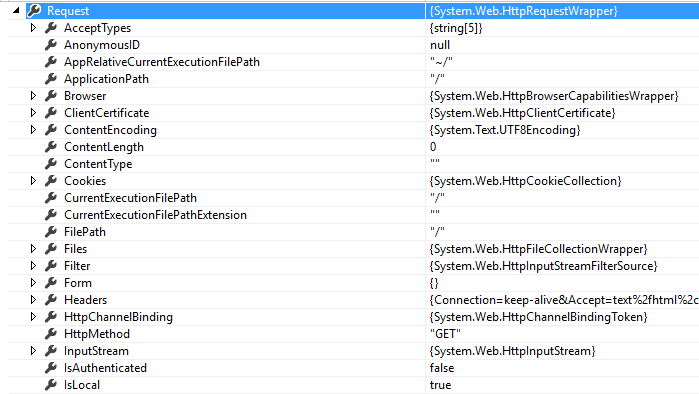 Request {System.Web.HttpRequestWrapper}
AcceptTypes {string[5]}
AnonymousID null
AppRelativeCurrentExecutionFilePath "~/"
ApplicationPath "/"
Browser {System.Web.HttpBrowserCapabilitiesWrapper}
ClientCertificate {System.Web.HttpClientCertificate}
ContentEncoding {System.Text.UTF8Encoding}
ContentLength 0
ContentType ""
Cookies {System.Web.HttpCookieCollection}
CurrentExecutionFilePath "/"
CurrentExecutionFilePathExtension ""
FilePath "/"
Files {System.Web.HttpFileCollectionWrapper}
Filter {System.Web.HttpInputStreamFilterSource}
Form {}
Headers {Connection=keep-alive&Accept=text%2fhtml%2c
HttpChannelBinding {System.Web.HttpChannelBindingToken}
HttpMethod "GET"
InputStream {System.Web.HttpInputStream}
IsAuthenticated false
IsLocal true